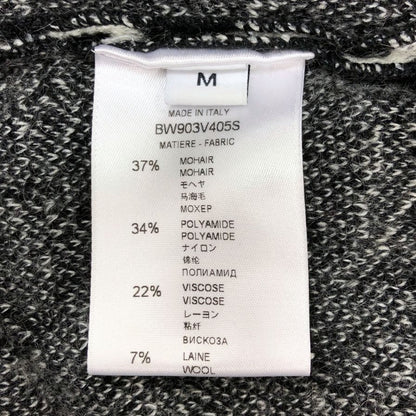 M
MADE IN ITALY
BW903V405S
MATIERE - FABRIC
37% MOHAIR
MOHAIR
モヘヤ
马海毛
МОХЕР
34% POLYAMIDE
POLYAMIDE
ナイロン
锦伦
ПОЛИАМИД
22% VISCOSE
VISCOSE
レーヨン
粘纤
ВИСКОЗА
7% LAINE
WOOL